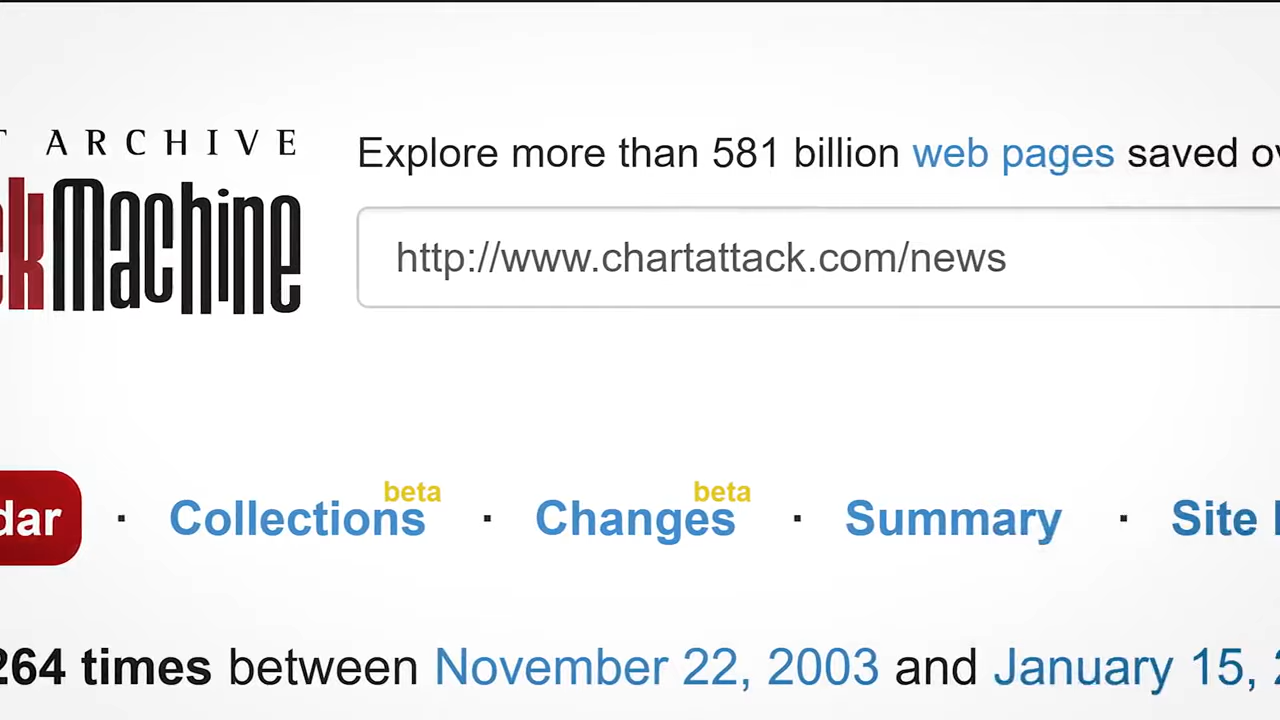 ARCHIVE
Machine
Explore more than 581 billion web pages saved
http://www.chartattack.com/news
beta beta
Collections · Changes · Summary · Site
264 times between November 22, 2003 and January 15,